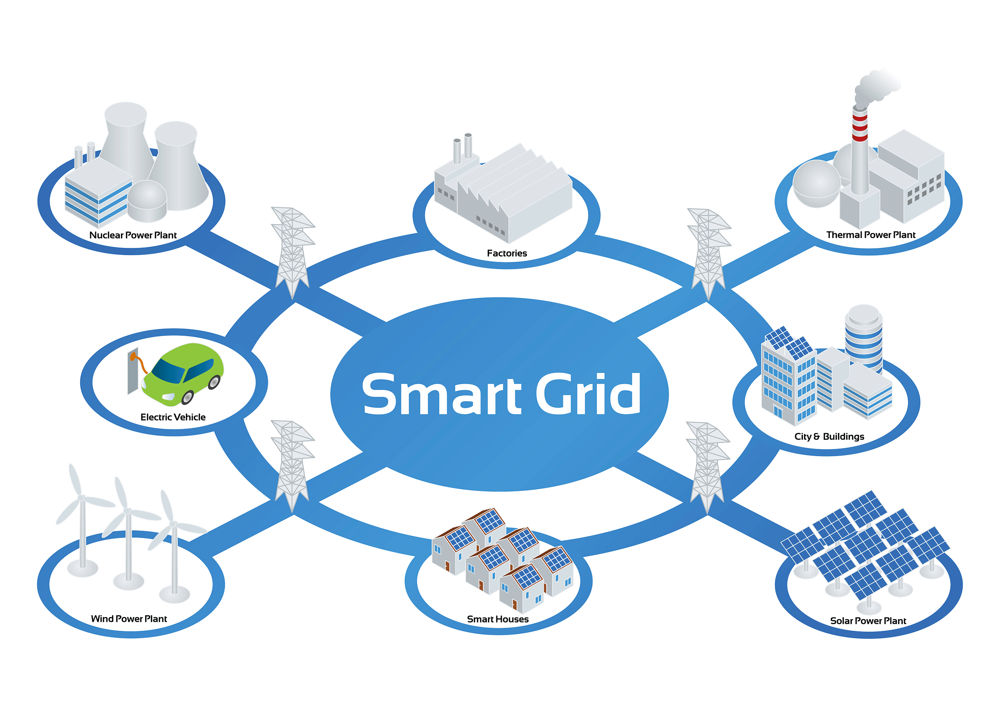 Nuclear Power Plant
Factories
Thermal Power Plant
Smart Grid
Electric Vehicle
City & Buildings
Wind Power Plant
Smart Houses
Solar Power Plant